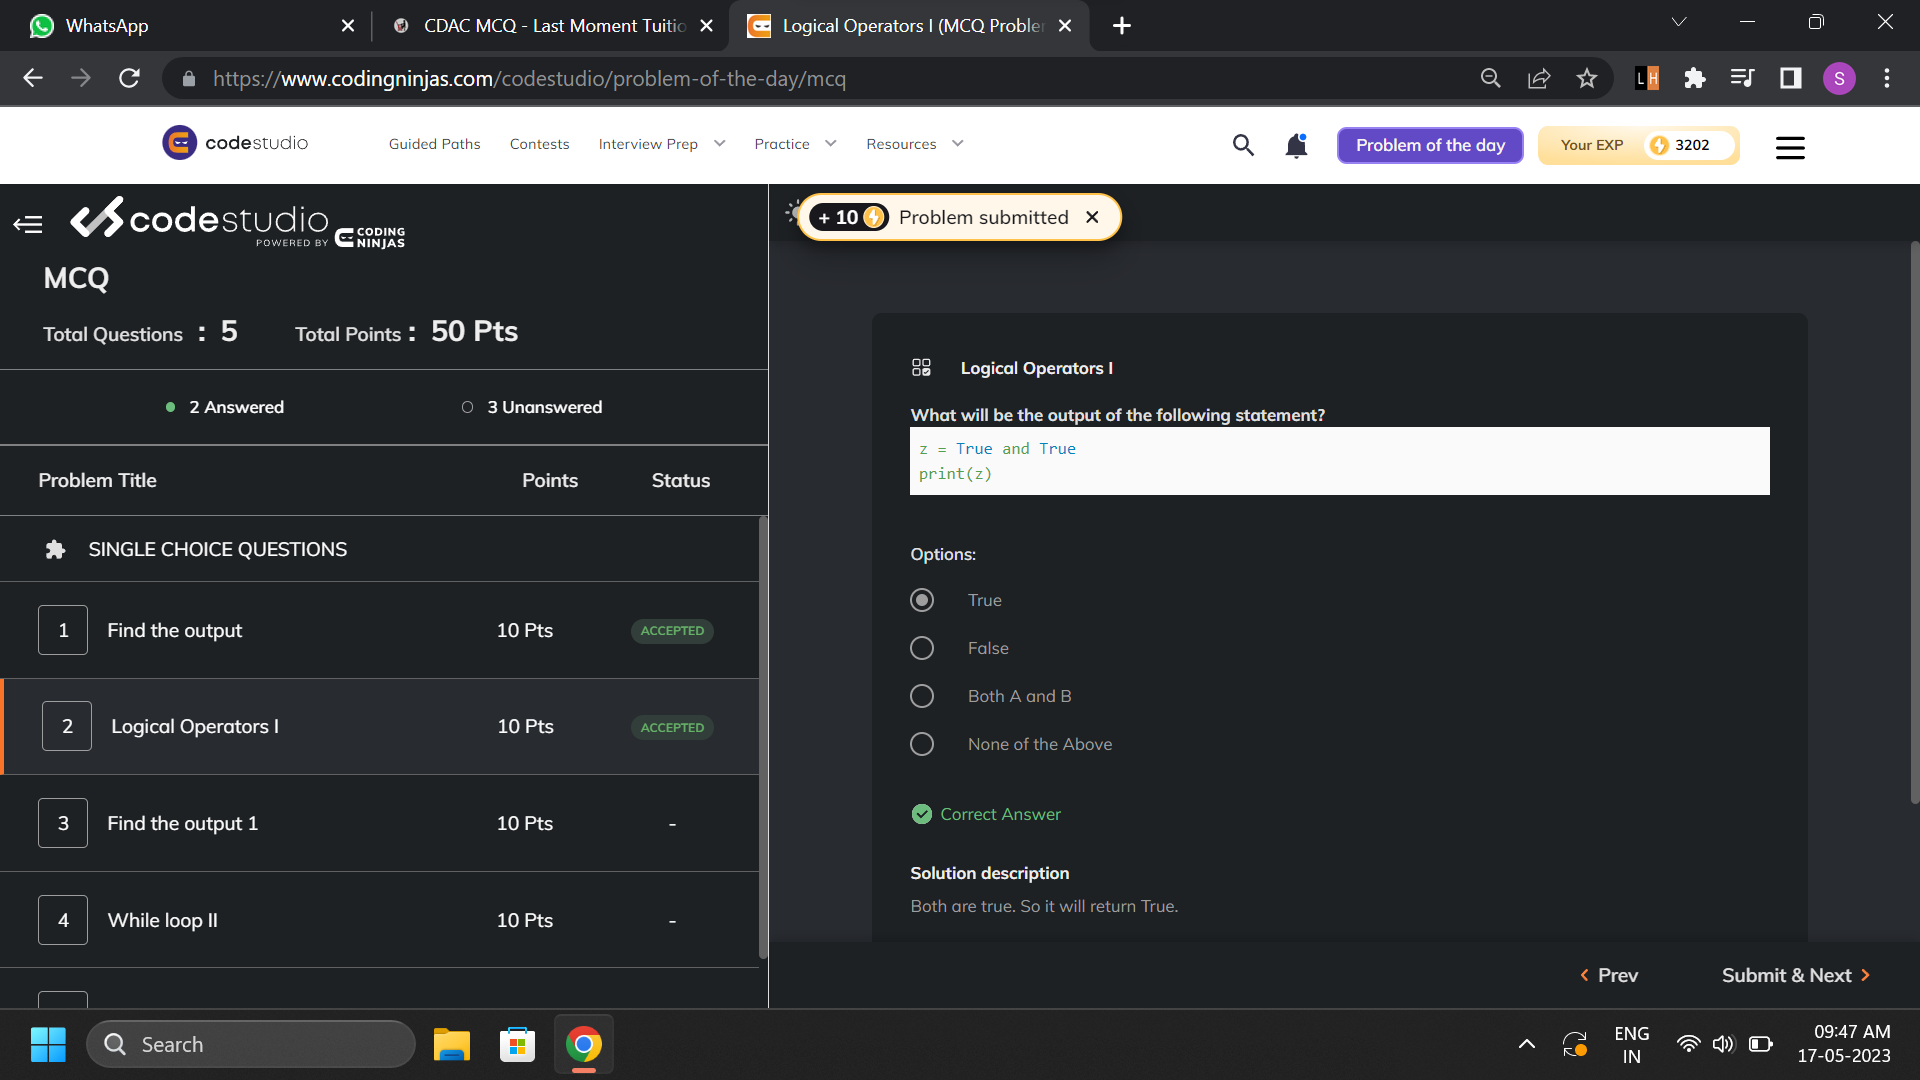 WhatsApp
CDAC MCQ - Last Moment Tuitio
Logical Operators I (MCQ Probler
https://www.codingninjas.com/codestudio/problem-of-the-day/mcq
L H
S
codestudio
Guided Paths
Contests
Interview Prep
Practice
Resources
Problem of the day
Your EXP
3202
codestudio
POWERED BY
CODING
NINJAS
+ 10
Problem submitted
MCQ
Total Questions : 5
Total Points : 50 Pts
2 Answered
3 Unanswered
Problem Title
Points
Status
SINGLE CHOICE QUESTIONS
1
Find the output
10 Pts
ACCEPTED
2
Logical Operators I
10 Pts
ACCEPTED
3
Find the output 1
10 Pts
-
4
While loop II
10 Pts
-
Logical Operators I
What will be the output of the following statement?
z = True and True
print(z)
Options:
True
False
Both A and B
None of the Above
Correct Answer
Solution description
Both are true. So it will return True.
Prev
Submit & Next
Search
ENG
IN
09:47 AM
17-05-2023